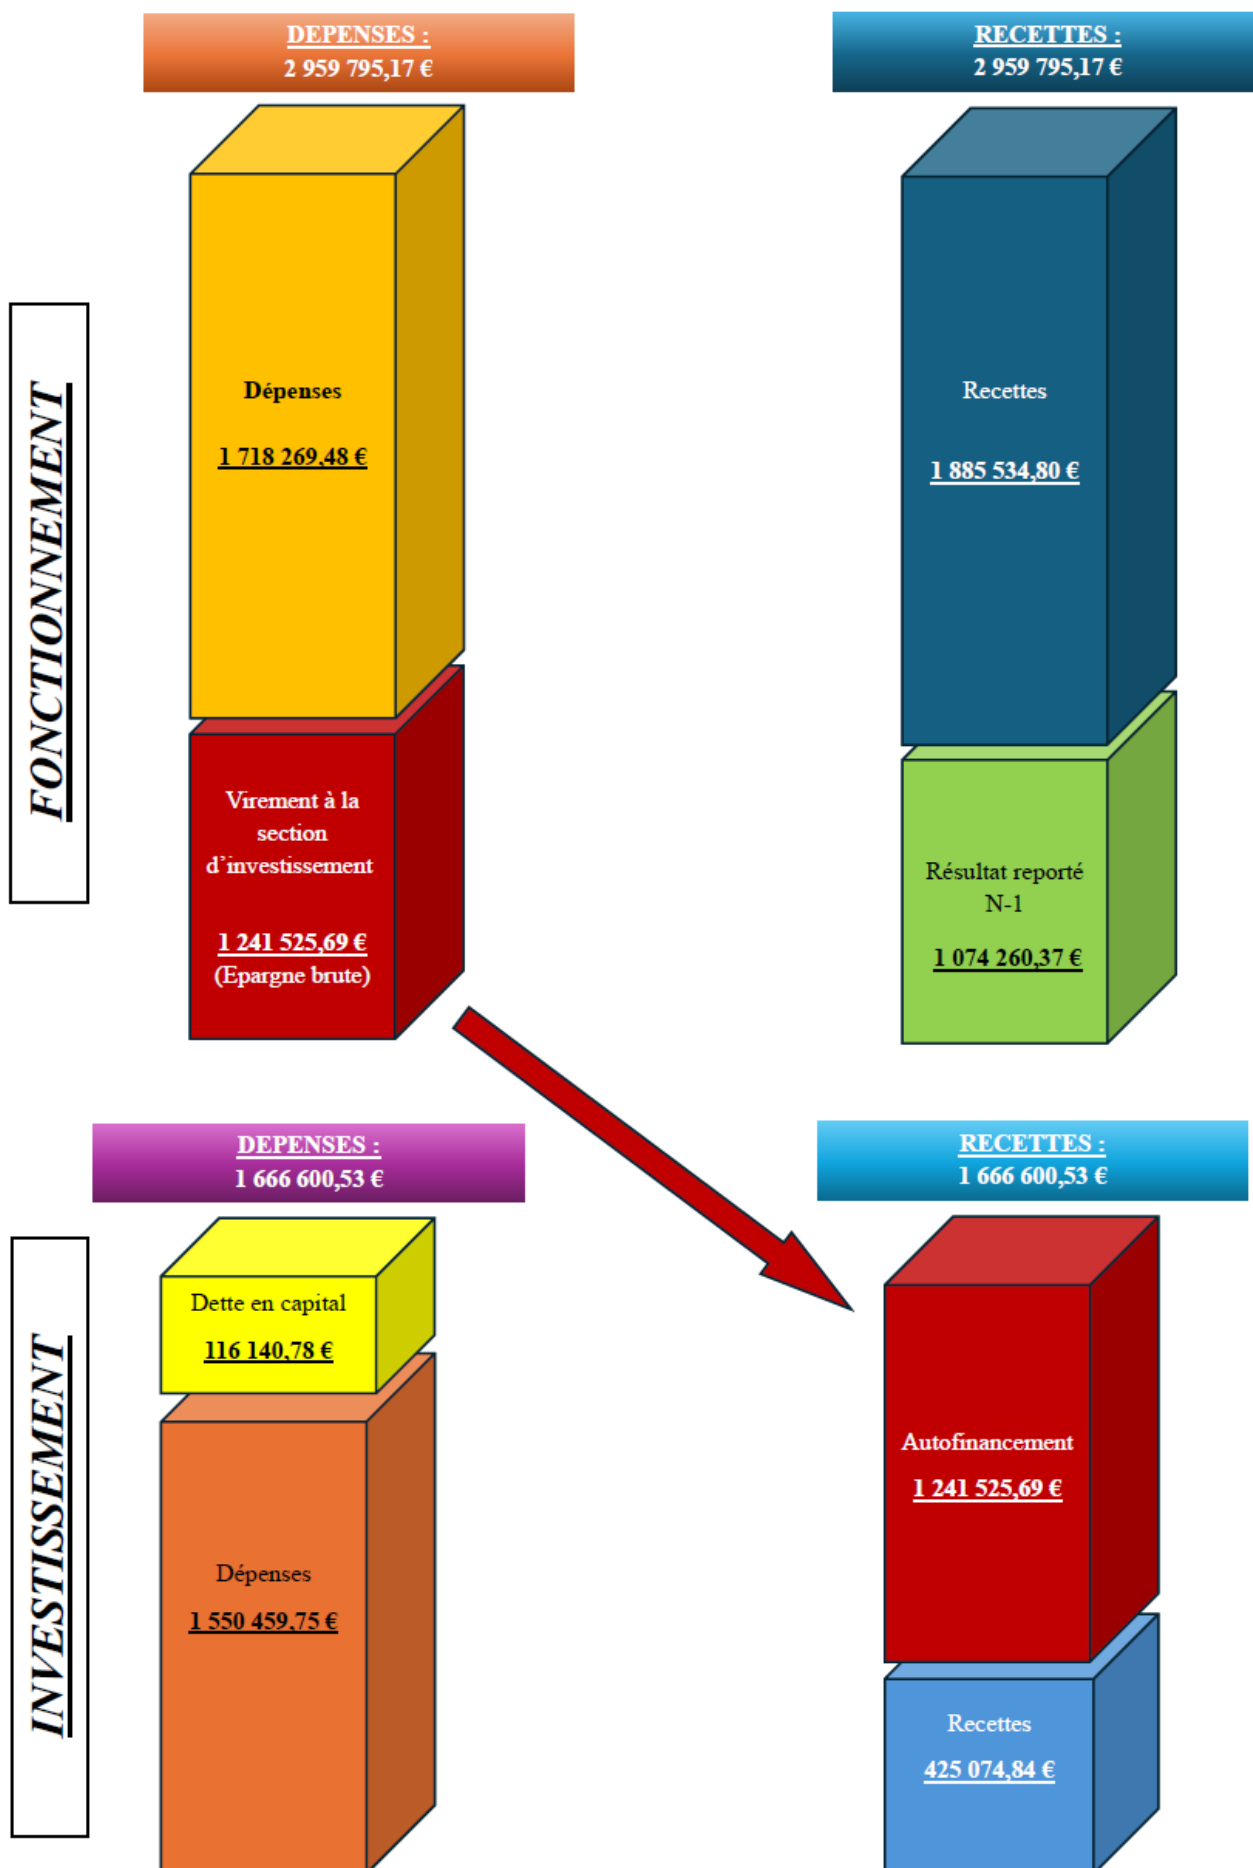 DEPENSES :
2 959 795,17 €
RECETTES :
2 959 795,17 €
FONCTIONNEMENT
Dépenses
1 718 269,48 €
Recettes
1 885 534,80 €
Virement à la
section
d’investissement
1 241 525,69 €
(Epargne brute)
Résultat reporté
N-1
1 074 260,37 €
DEPENSES :
1 666 600,53 €
RECETTES :
1 666 600,53 €
INVESTISSEMENT
Dette en capital
116 140,78 €
Dépenses
1 550 459,75 €
Autofinancement
1 241 525,69 €
Recettes
425 074,84 €